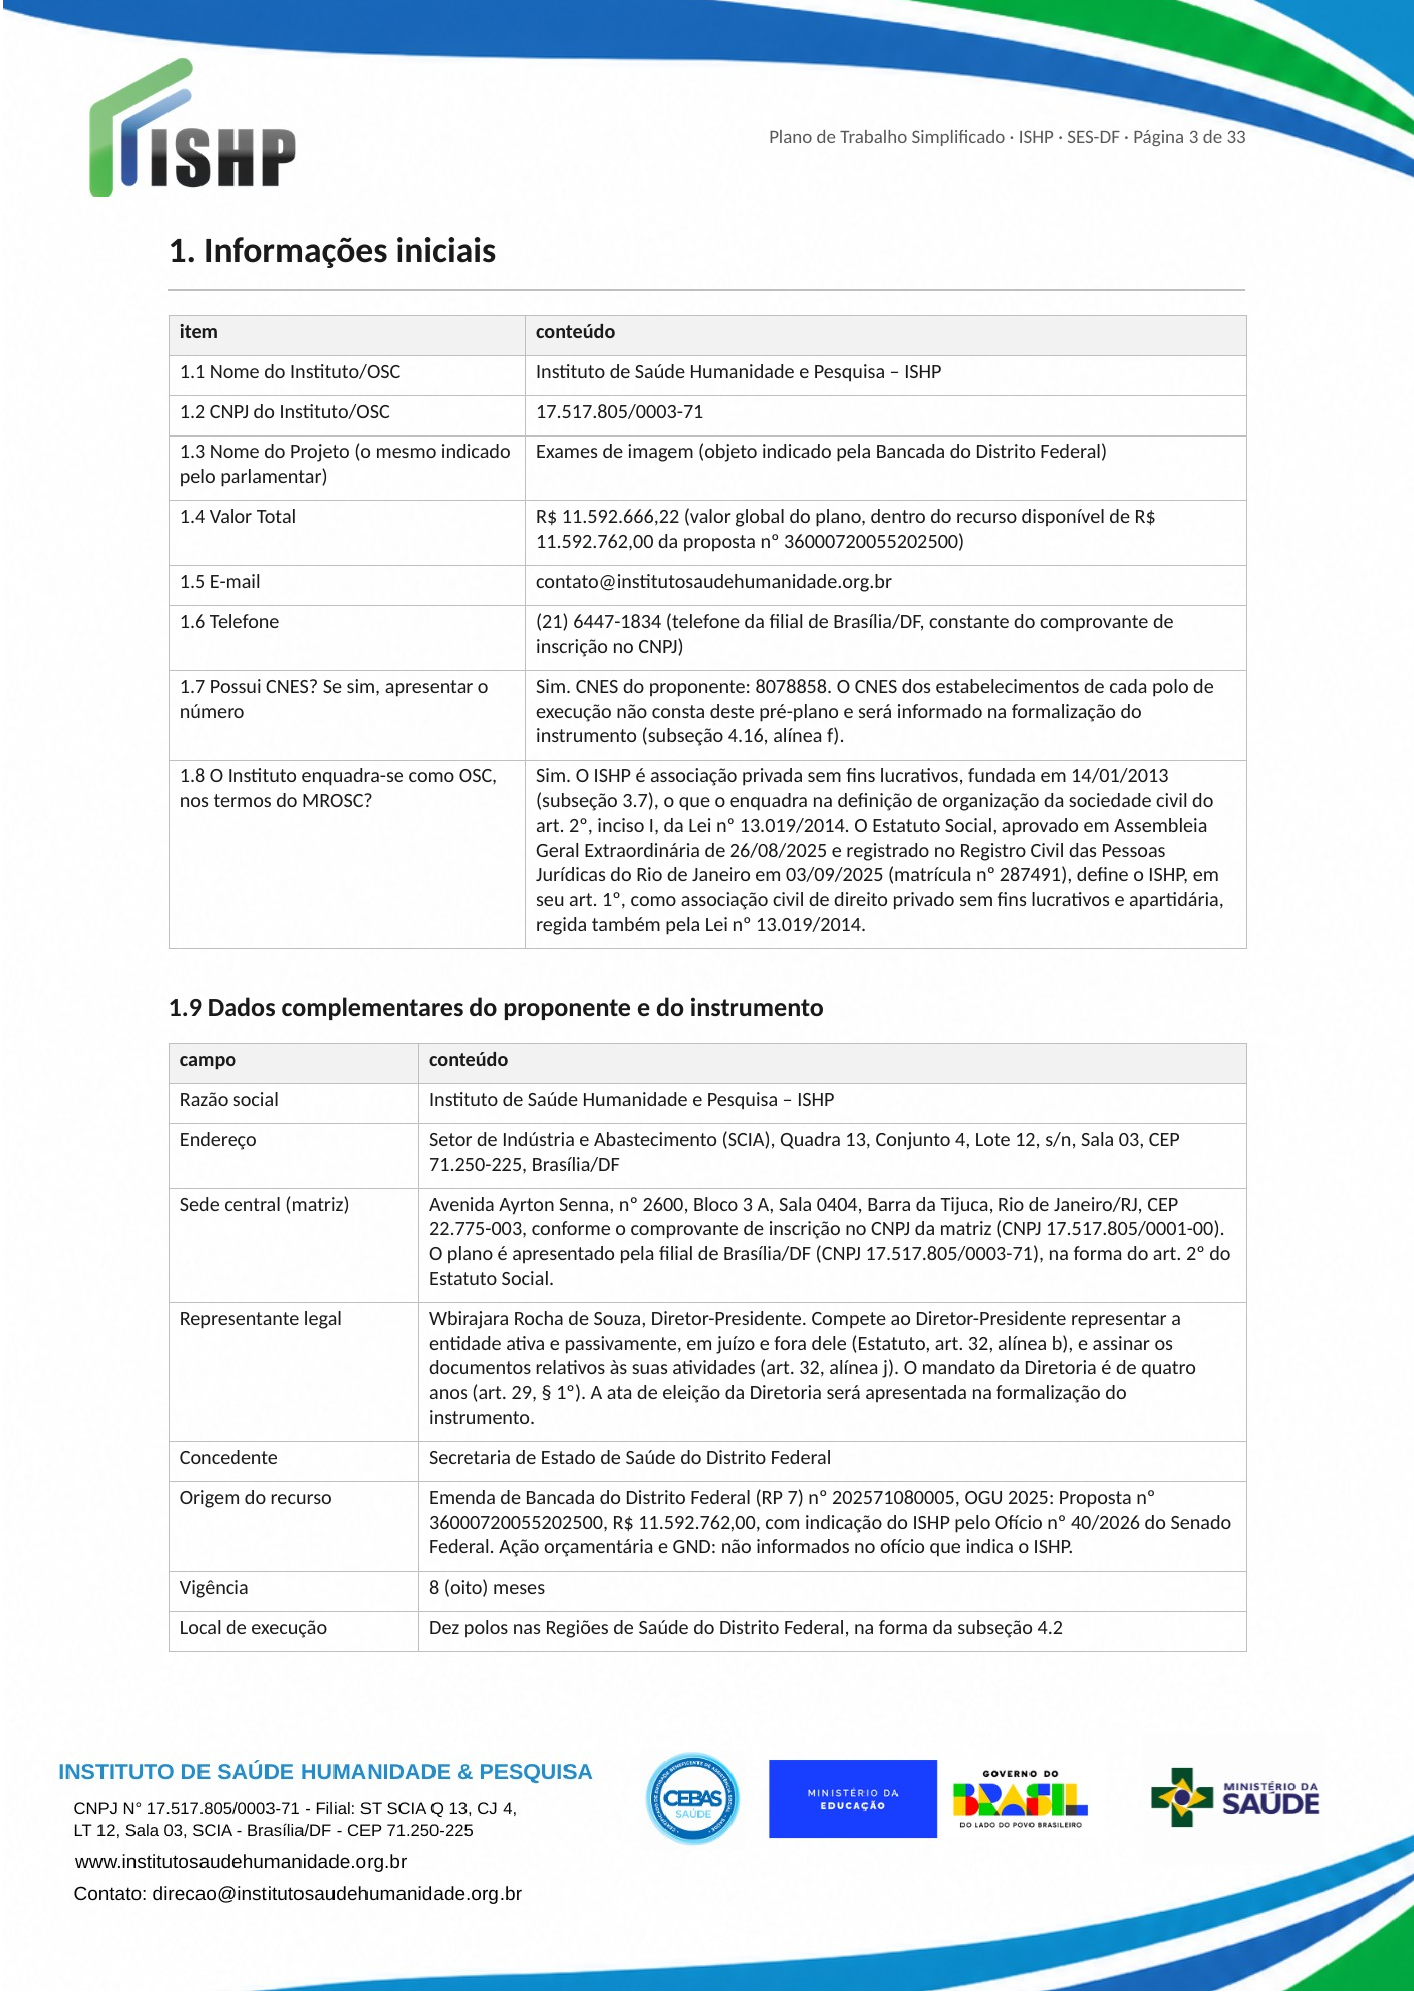 ISHP
Plano de Trabalho Simplificado · ISHP · SES-DF · Página 3 de 33
1. Informações iniciais
item conteúdo
1.1 Nome do Instituto/OSC Instituto de Saúde Humanidade e Pesquisa – ISHP
1.2 CNPJ do Instituto/OSC 17.517.805/0003-71
1.3 Nome do Projeto (o mesmo indicado
pelo parlamentar)
Exames de imagem (objeto indicado pela Bancada do Distrito Federal)
1.4 Valor Total
R$ 11.592.666,22 (valor global do plano, dentro do recurso disponível de R$
11.592.762,00 da proposta nº 36000720055202500)
1.5 E-mail contato@institutosaudehumanidade.org.br
1.6 Telefone
(21) 6447-1834 (telefone da filial de Brasília/DF, constante do comprovante de
inscrição no CNPJ)
1.7 Possui CNES? Se sim, apresentar o
número
Sim. CNES do proponente: 8078858. O CNES dos estabelecimentos de cada polo de
execução não consta deste pré-plano e será informado na formalização do
instrumento (subseção 4.16, alínea f).
1.8 O Instituto enquadra-se como OSC,
nos termos do MROSC?
Sim. O ISHP é associação privada sem fins lucrativos, fundada em 14/01/2013
(subseção 3.7), o que o enquadra na definição de organização da sociedade civil do
art. 2º, inciso I, da Lei nº 13.019/2014. O Estatuto Social, aprovado em Assembleia
Geral Extraordinária de 26/08/2025 e registrado no Registro Civil das Pessoas
Jurídicas do Rio de Janeiro em 03/09/2025 (matrícula nº 287491), define o ISHP, em
seu art. 1º, como associação civil de direito privado sem fins lucrativos e apartidária,
regida também pela Lei nº 13.019/2014.
1.9 Dados complementares do proponente e do instrumento
campo conteúdo
Razão social Instituto de Saúde Humanidade e Pesquisa – ISHP
Endereço
Setor de Indústria e Abastecimento (SCIA), Quadra 13, Conjunto 4, Lote 12, s/n, Sala 03, CEP
71.250-225, Brasília/DF
Sede central (matriz)
Avenida Ayrton Senna, nº 2600, Bloco 3 A, Sala 0404, Barra da Tijuca, Rio de Janeiro/RJ, CEP
22.775-003, conforme o comprovante de inscrição no CNPJ da matriz (CNPJ 17.517.805/0001-00).
O plano é apresentado pela filial de Brasília/DF (CNPJ 17.517.805/0003-71), na forma do art. 2º do
Estatuto Social.
Representante legal
Wbirajara Rocha de Souza, Diretor-Presidente. Compete ao Diretor-Presidente representar a
entidade ativa e passivamente, em juízo e fora dele (Estatuto, art. 32, alínea b), e assinar os
documentos relativos às suas atividades (art. 32, alínea j). O mandato da Diretoria é de quatro
anos (art. 29, § 1º). A ata de eleição da Diretoria será apresentada na formalização do
instrumento.
Concedente Secretaria de Estado de Saúde do Distrito Federal
Origem do recurso
Emenda de Bancada do Distrito Federal (RP 7) nº 202571080005, OGU 2025: Proposta nº
36000720055202500, R$ 11.592.762,00, com indicação do ISHP pelo Ofício nº 40/2026 do Senado
Federal. Ação orçamentária e GND: não informados no ofício que indica o ISHP.
Vigência 8 (oito) meses
Local de execução Dez polos nas Regiões de Saúde do Distrito Federal, na forma da subseção 4.2
INSTITUTO DE SAÚDE HUMANIDADE & PESQUISA
CNPJ N° 17.517.805/0003-71 - Filial: ST SCIA Q 13, CJ 4,
LT 12, Sala 03, SCIA - Brasília/DF - CEP 71.250-225
www.institutosaudehumanidade.org.br
Contato: direcao@institutosaudehumanidade.org.br
CEBAS
SAÚDE
MINISTÉRIO DA
EDUCAÇÃO
GOVERNO DO
BRASIL
DO LADO DO POVO BRASILEIRO
MINISTÉRIO DA
SAÚDE